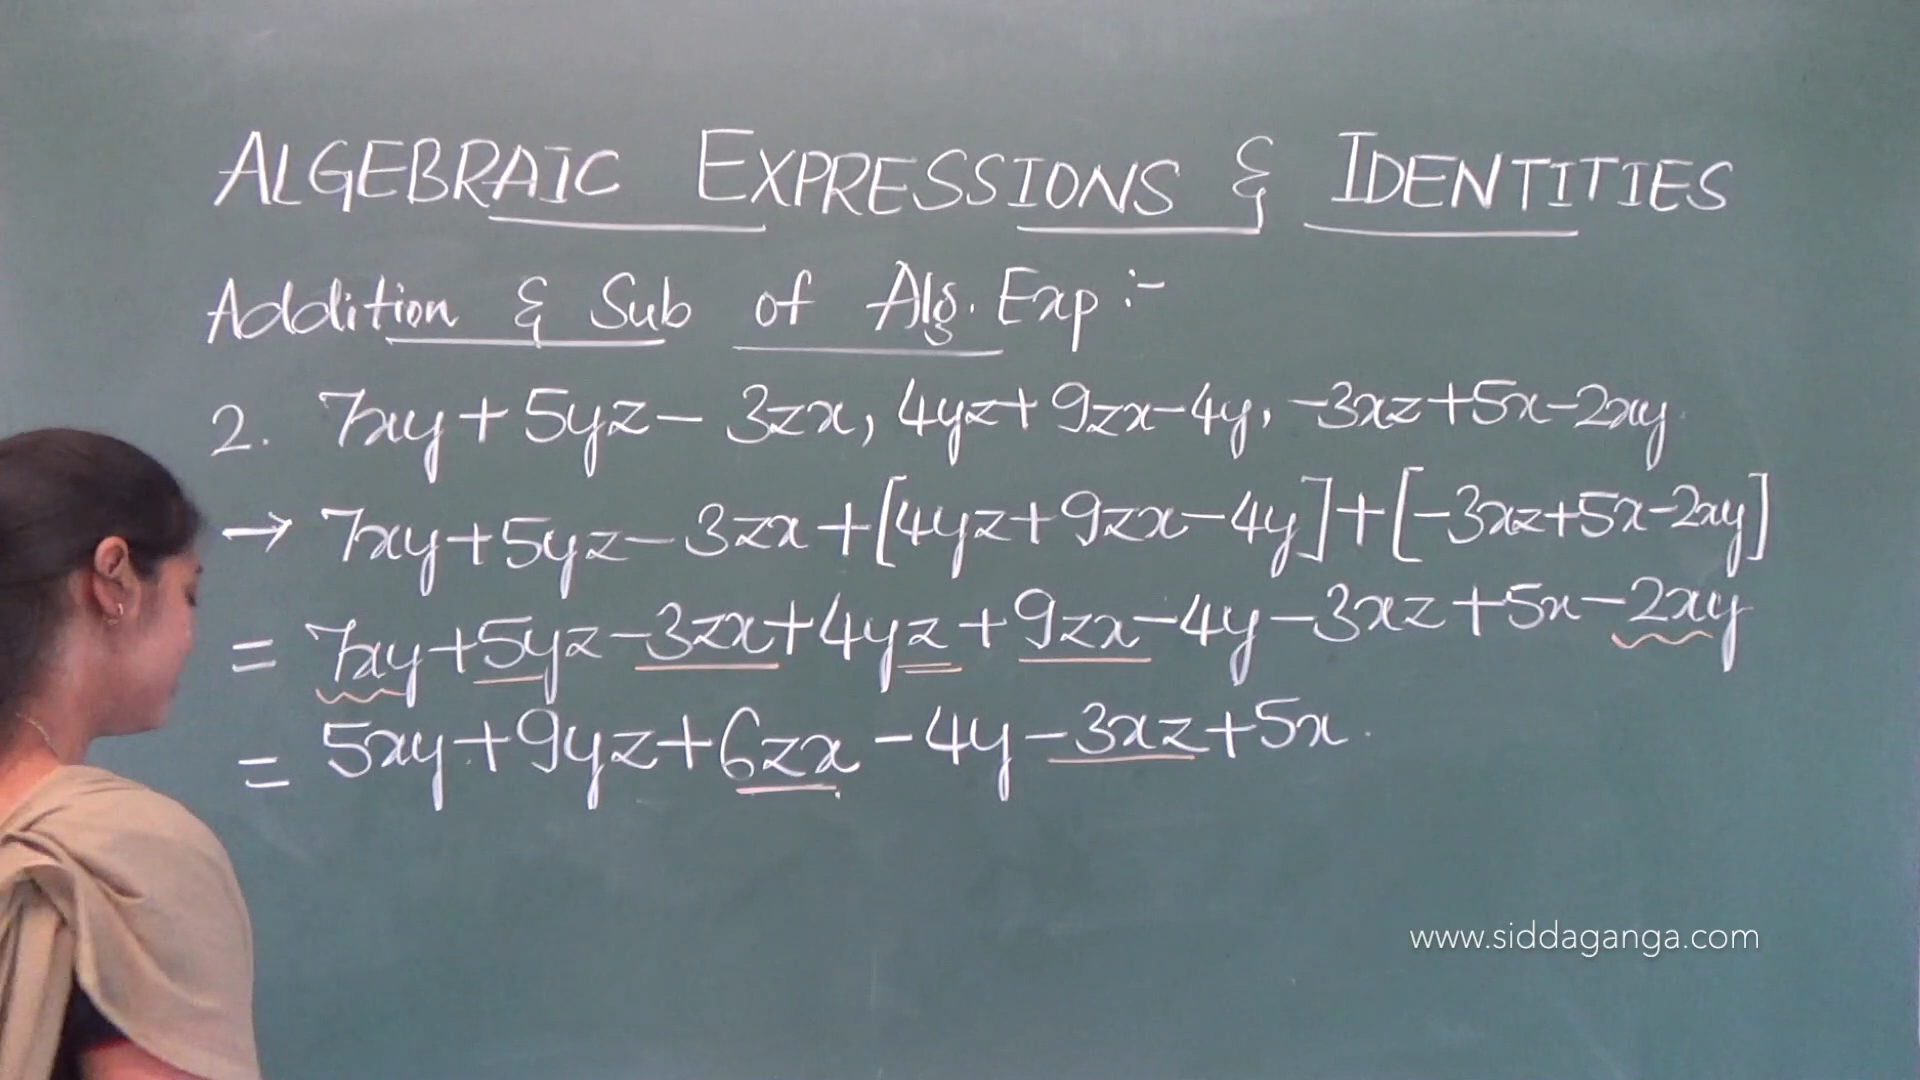 ALGEBRAIC EXPRESSIONS & IDENTITIES
Addition & Sub of Alg. Exp :-
2. 7xy + 5yz - 3zx, 4yz + 9zx - 4y, -3xz + 5x - 2xy.
→ 7xy + 5yz - 3zx + [4yz + 9zx - 4y] + [-3xz + 5x - 2xy]
= 7xy + 5yz - 3zx + 4yz + 9zx - 4y - 3xz + 5x - 2xy
= 5xy + 9yz + 6zx - 4y - 3xz + 5x.
www.siddaganga.com